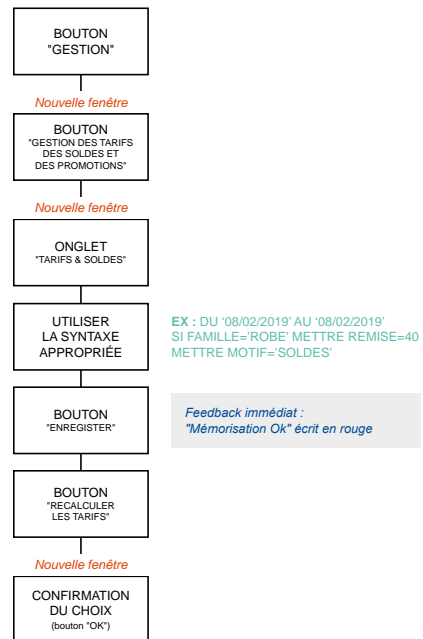 BOUTON
"GESTION"
Nouvelle fenêtre
BOUTON
"GESTION DES TARIFS
DES SOLDES ET
DES PROMOTIONS"
Nouvelle fenêtre
ONGLET
"TARIFS & SOLDES"
UTILISER
LA SYNTAXE
APPROPRIÉE
EX : DU ‘08/02/2019’ AU ‘08/02/2019’
SI FAMILLE=’ROBE’ METTRE REMISE=40
METTRE MOTIF=’SOLDES’
BOUTON
"ENREGISTER"
Feedback immédiat :
"Mémorisation Ok" écrit en rouge
BOUTON
"RECALCULER
LES TARIFS"
Nouvelle fenêtre
CONFIRMATION
DU CHOIX
(bouton "OK")